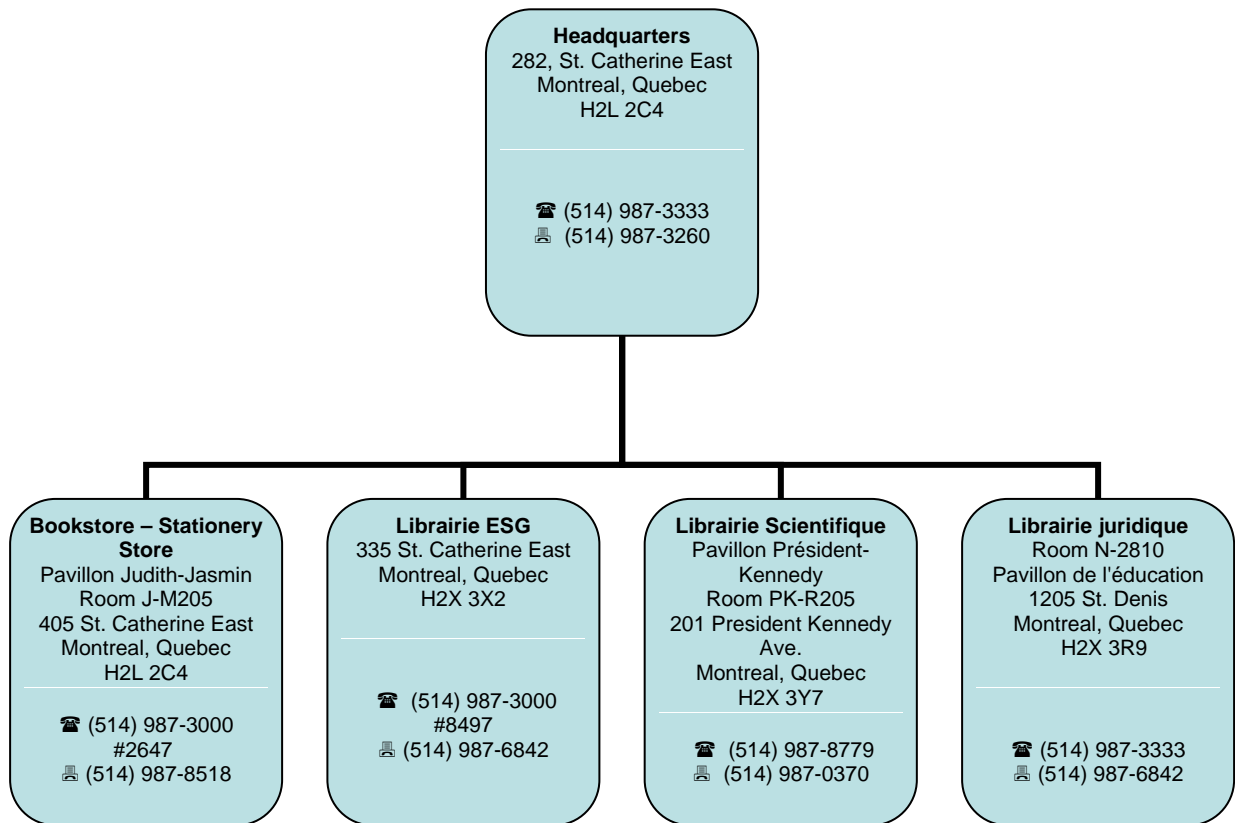 Headquarters
282, St. Catherine East
Montreal, Quebec
H2L 2C4
☎ (514) 987-3333
🖷 (514) 987-3260
Bookstore – Stationery
Store
Pavillon Judith-Jasmin
Room J-M205
405 St. Catherine East
Montreal, Quebec
H2L 2C4
☎ (514) 987-3000
#2647
🖷 (514) 987-8518
Librairie ESG
335 St. Catherine East
Montreal, Quebec
H2X 3X2
☎ (514) 987-3000
#8497
🖷 (514) 987-6842
Librairie Scientifique
Pavillon Président-
Kennedy
Room PK-R205
201 President Kennedy
Ave.
Montreal, Quebec
H2X 3Y7
☎ (514) 987-8779
🖷 (514) 987-0370
Librairie juridique
Room N-2810
Pavillon de l'éducation
1205 St. Denis
Montreal, Quebec
H2X 3R9
☎ (514) 987-3333
🖷 (514) 987-6842